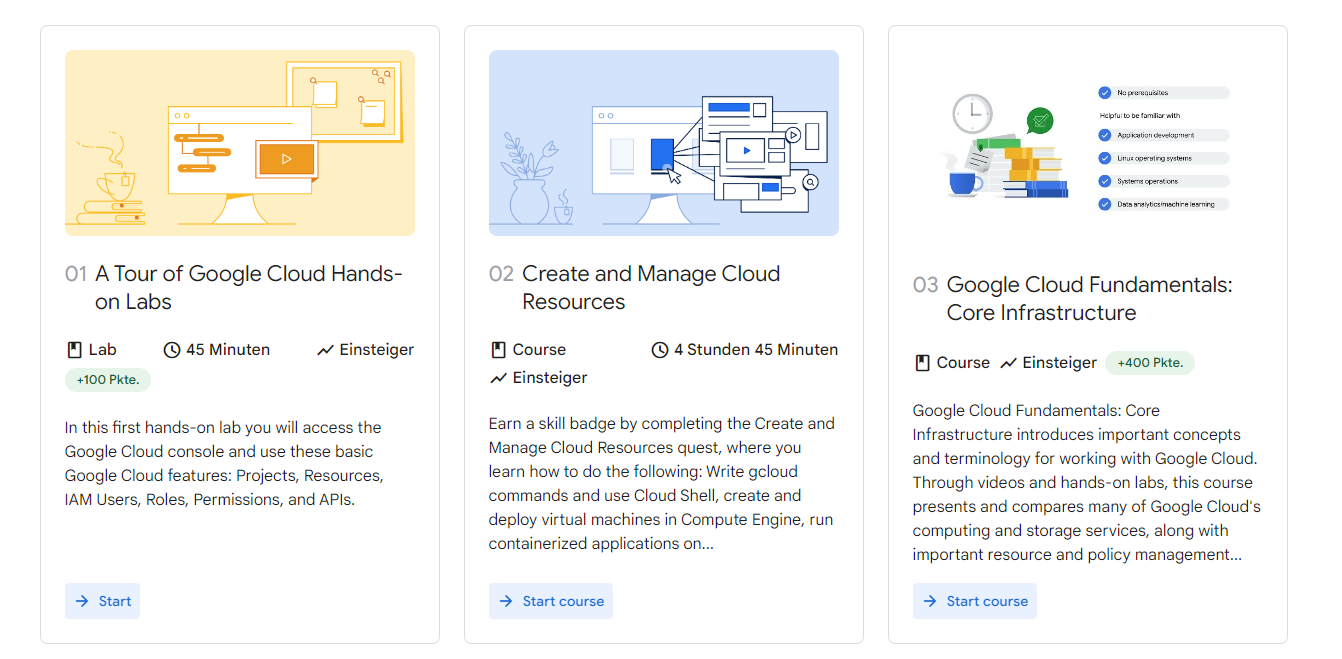 01 A Tour of Google Cloud Hands-
on Labs
Lab 45 Minuten Einsteiger
+100 Pkte.
In this first hands-on lab you will access the
Google Cloud console and use these basic
Google Cloud features: Projects, Resources,
IAM Users, Roles, Permissions, and APIs.
Start
02 Create and Manage Cloud
Resources
Course 4 Stunden 45 Minuten
Einsteiger
Earn a skill badge by completing the Create and
Manage Cloud Resources quest, where you
learn how to do the following: Write gcloud
commands and use Cloud Shell, create and
deploy virtual machines in Compute Engine, run
containerized applications on...
Start course
No prerequisites
Helpful to be familiar with
Application development
Linux operating systems
Systems operations
Data analytics/machine learning
03 Google Cloud Fundamentals:
Core Infrastructure
Course Einsteiger +400 Pkte.
Google Cloud Fundamentals: Core
Infrastructure introduces important concepts
and terminology for working with Google Cloud.
Through videos and hands-on labs, this course
presents and compares many of Google Cloud's
computing and storage services, along with
important resource and policy management...
Start course